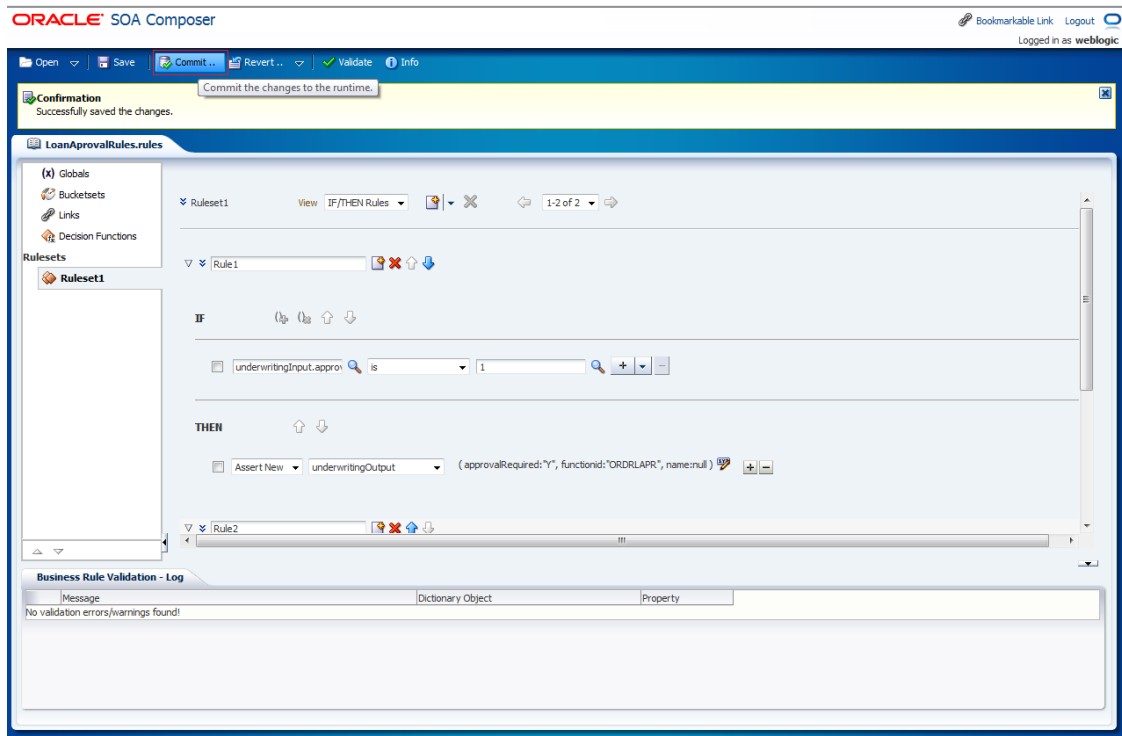 ORACLE SOA Composer
Bookmarkable Link Logout
Logged in as weblogic
Open Save Commit .. Revert .. Validate Info
Commit the changes to the runtime.
Confirmation
Successfully saved the changes.
LoanAprovalRules.rules
(x) Globals
Bucketsets
Links
Decision Functions
Rulesets
Ruleset1
Ruleset1 View IF/THEN Rules 1-2 of 2
Rule1
IF
underwritingInput.approv is 1
THEN
Assert New underwritingOutput ( approvalRequired:"Y", functionid:"ORDRLAPR", name:null )
Rule2
Business Rule Validation - Log
Message Dictionary Object Property
No validation errors/warnings found!